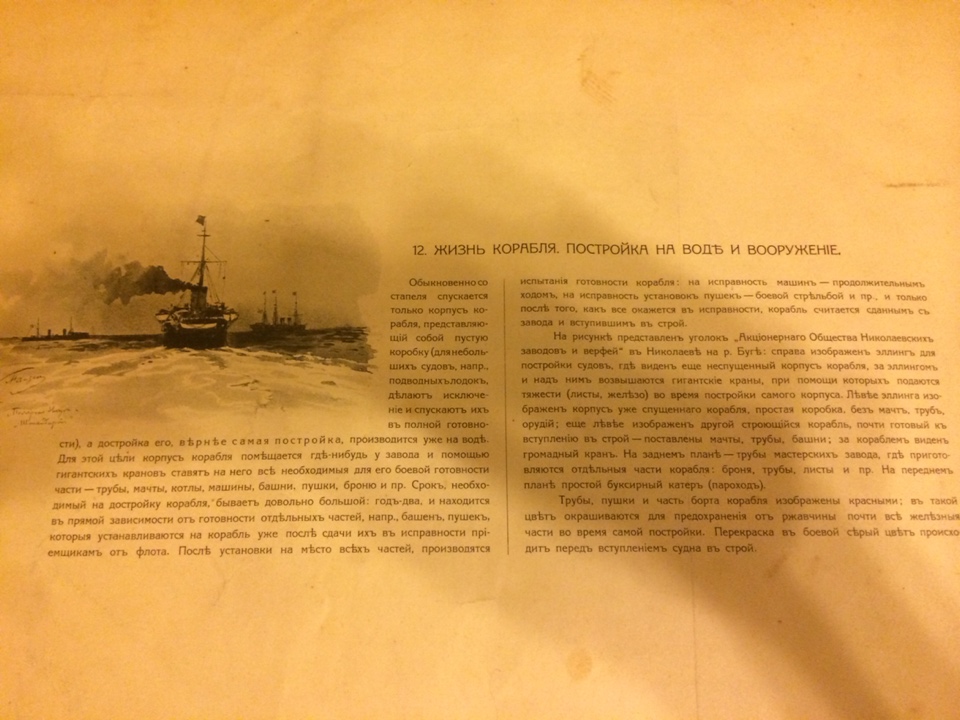 12. ЖИЗНЬ КОРАБЛЯ. ПОСТРОЙКА НА ВОДѢ И ВООРУЖЕНІЕ.
Обыкновенно со
стапеля спускается
только корпусъ ко-
рабля, представляю-
щій собой пустую
коробку (для неболь-
шихъ судовъ, напр.,
подводныхъ лодокъ,
дѣлаютъ исключе-
ніе и спускаютъ ихъ
въ полной готовно-
сти), а достройка его, вѣрнѣе самая постройка, производится уже на водѣ.
Для этой цѣли корпусъ корабля помѣщается гдѣ-нибудь у завода и помощью
гигантскихъ крановъ ставятъ на него всѣ необходимыя для его боевой готовности
части — трубы, мачты, котлы, машины, башни, пушки, броню и пр. Срокъ, необхо-
димый на достройку корабля, бываетъ довольно большой: годъ-два, и находится
въ прямой зависимости отъ готовности отдѣльныхъ частей, напр., башенъ, пушекъ,
которыя устанавливаются на корабль уже послѣ сдачи ихъ въ исправности прі-
емщикамъ отъ флота. Послѣ установки на мѣсто всѣхъ частей, производятся
испытанія готовности корабля: на исправность машинъ — продолжительнымъ
ходомъ, на исправность установокъ пушекъ — боевой стрѣльбой и пр., и только
послѣ того, какъ все окажется въ исправности, корабль считается сданнымъ съ
завода и вступившимъ въ строй.
На рисункѣ представленъ уголокъ „Акціонернаго Общества Николаевскихъ
заводовъ и верфей“ въ Николаевѣ на р. Бугѣ: справа изображенъ эллингъ для
постройки судовъ, гдѣ виденъ еще неспущенный корпусъ корабля, за эллингомъ
и надъ нимъ возвышаются гигантскіе краны, при помощи которыхъ подаются
тяжести (листы, желѣзо) во время постройки самого корпуса. Лѣвѣе эллинга изо-
браженъ корпусъ уже спущеннаго корабля, простая коробка, безъ мачтъ, трубъ,
орудій; еще лѣвѣе изображенъ другой строющійся корабль, почти готовый къ
вступленію въ строй — поставлены мачты, трубы, башни; за кораблемъ виденъ
громадный кранъ. На заднемъ планѣ — трубы мастерскихъ завода, гдѣ пригото-
вляются отдѣльныя части корабля: броня, трубы, листы и пр. На переднемъ
планѣ простой буксирный катеръ (пароходъ).
Трубы, пушки и часть борта корабля изображены красными; въ такой
цвѣтъ окрашиваются для предохраненія отъ ржавчины почти всѣ желѣзныя
части во время самой постройки. Перекраска въ боевой сѣрый цвѣтъ происхо-
дитъ передъ вступленіемъ судна въ строй.